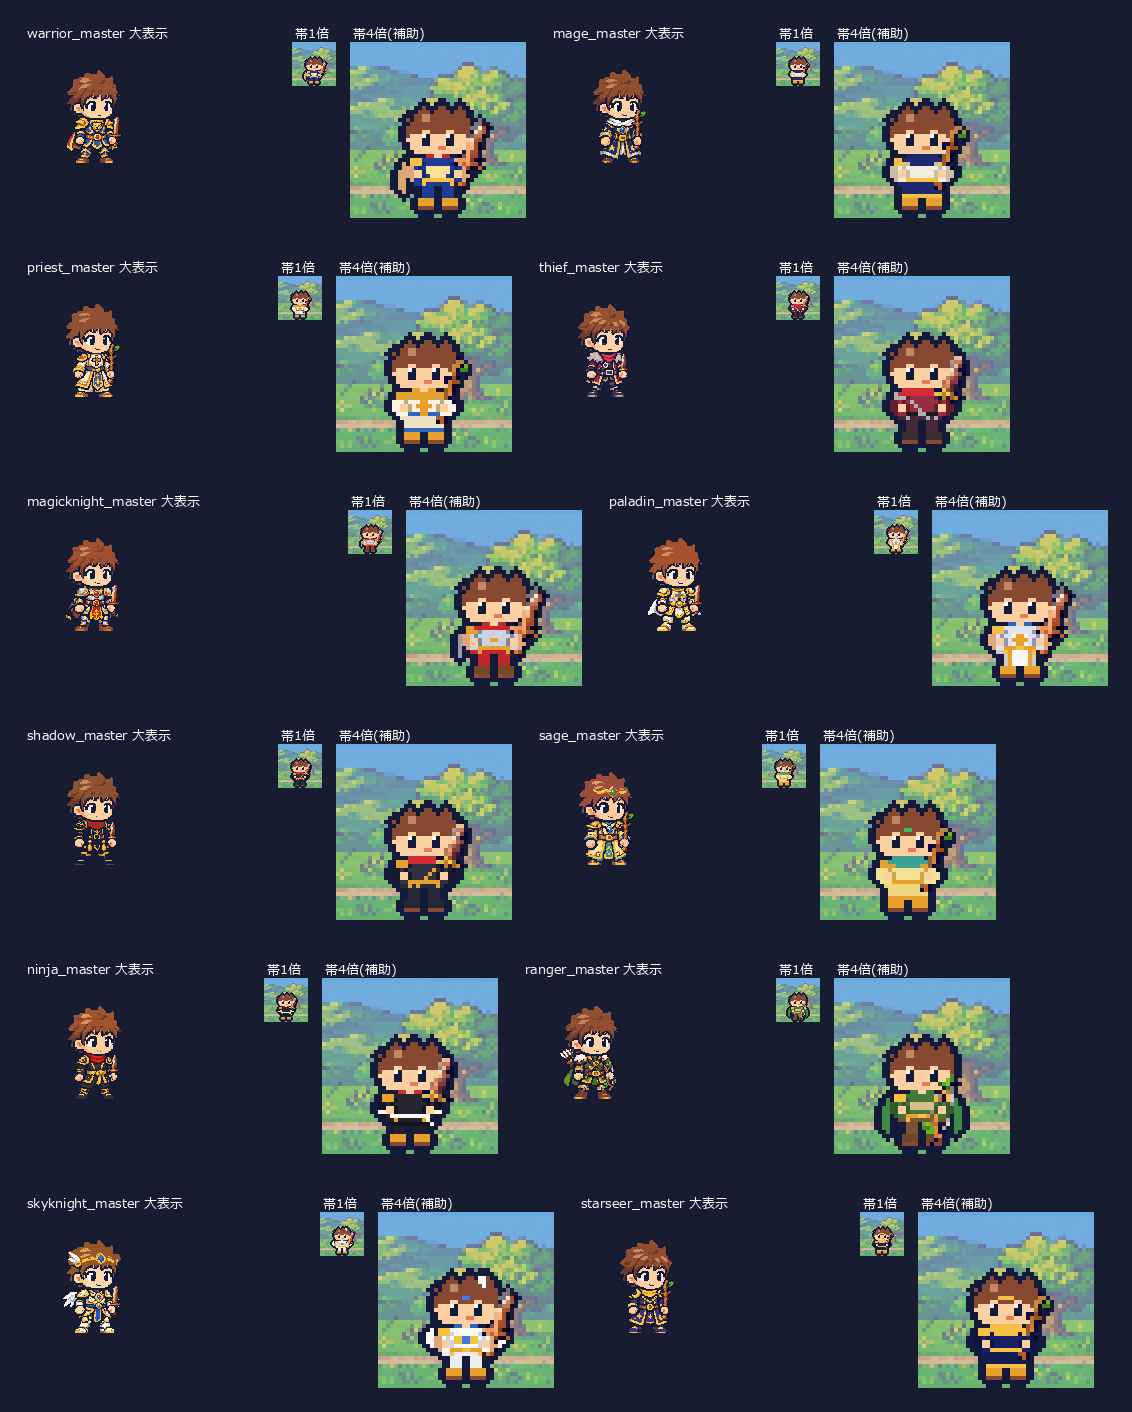 warrior_master 大表示 帯1倍 帯4倍(補助) mage_master 大表示 帯1倍 帯4倍(補助)
priest_master 大表示 帯1倍 帯4倍(補助) thief_master 大表示 帯1倍 帯4倍(補助)
magicknight_master 大表示 帯1倍 帯4倍(補助) paladin_master 大表示 帯1倍 帯4倍(補助)
shadow_master 大表示 帯1倍 帯4倍(補助) sage_master 大表示 帯1倍 帯4倍(補助)
ninja_master 大表示 帯1倍 帯4倍(補助) ranger_master 大表示 帯1倍 帯4倍(補助)
skyknight_master 大表示 帯1倍 帯4倍(補助) starseer_master 大表示 帯1倍 帯4倍(補助)